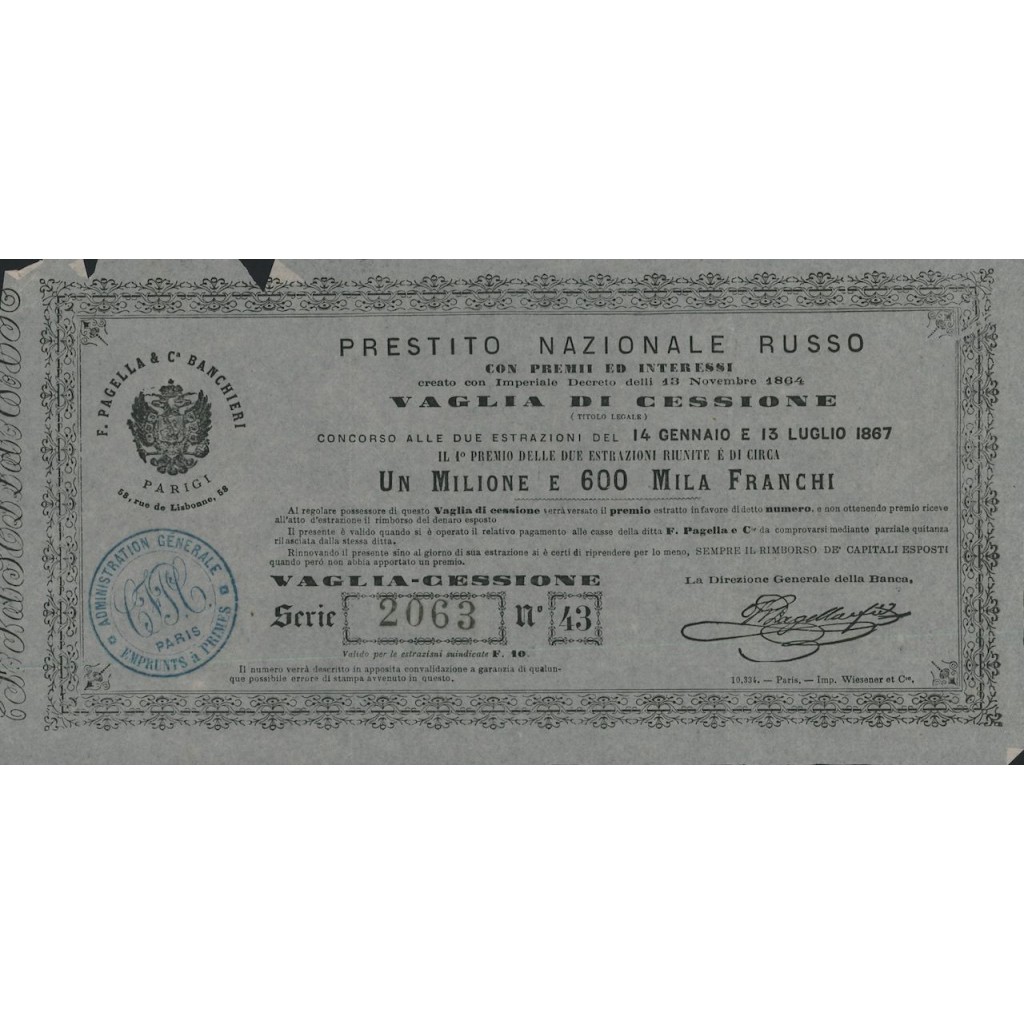 F. PAGELLA & Cª BANCHIERI
PARIGI
58, rue de Lisbonne, 58
PRESTITO NAZIONALE RUSSO
CON PREMII ED INTERESSI
creato con Imperiale Decreto delli 13 Novembre 1864
VAGLIA DI CESSIONE
(TITOLO LEGALE)
CONCORSO ALLE DUE ESTRAZIONI DEL 14 GENNAIO E 13 LUGLIO 1867
IL 1º PREMIO DELLE DUE ESTRAZIONI RIUNITE È DI CIRCA
UN MILIONE E 600 MILA FRANCHI
Al regolare possessore di questo Vaglia di cessione verrà versato il premio estratto in favore di detto numero, e non ottenendo premio riceve
all'atto d'estrazione il rimborso del denaro esposto
Il presente è valido quando si è operato il relativo pagamento alle casse della ditta F. Pagella e Cie da comprovarsi mediante parziale quitanza
rilasciata dalla stessa ditta.
Rinnovando il presente sino al giorno di sua estrazione si è certi di riprendere per lo meno, SEMPRE IL RIMBORSO DE' CAPITALI ESPOSTI
quando però non abbia apportato un premio.
VAGLIA-CESSIONE
Serie 2063 Nº 43
Valido per le estrazioni suindicate F. 10.
Il numero verrà descritto in apposita convalidazione a garanzia di qualun-
que possibile errore di stampa avvenuto in questo.
La Direzione Generale della Banca,
10,334. — Paris, — Imp. Wiesener et Cie,
ADMINISTRATION GENERALE
PARIS
EMPRUNTS à PRIMES